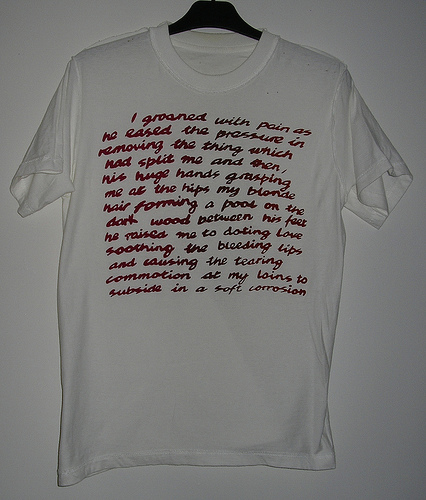 I groaned with pain as
he eased the pressure in
removing the thing which
had split me and then,
his huge hands grasping
me at the hips my blonde
hair forming a pool on the
dark wood between his feet
he raised me to doting love
soothing the bleeding lips
and causing the tearing
commotion at my loins to
subside in a soft corrosion